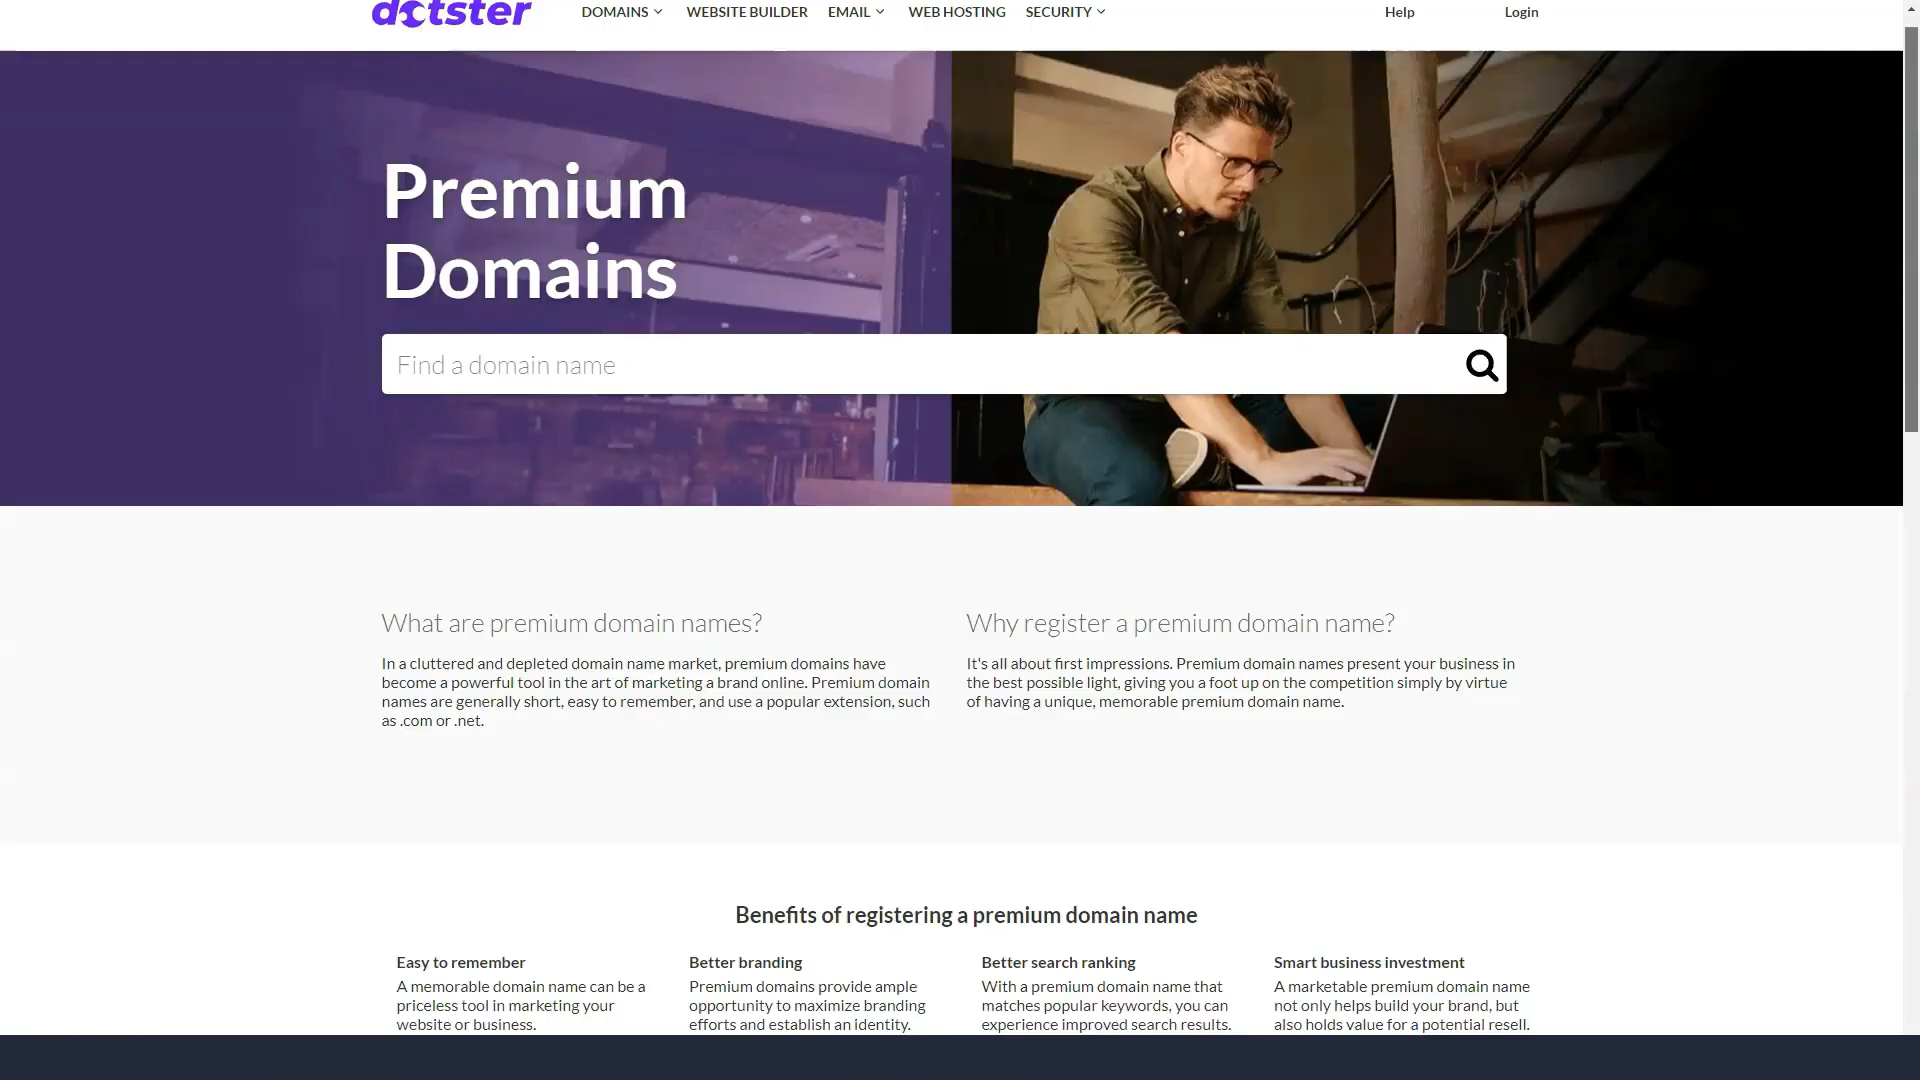 dotster
DOMAINS
WEBSITE BUILDER
EMAIL
WEB HOSTING
SECURITY
Help
Login
Premium
Domains
Find a domain name
What are premium domain names?
In a cluttered and depleted domain name market, premium domains have
become a powerful tool in the art of marketing a brand online. Premium domain
names are generally short, easy to remember, and use a popular extension, such
as .com or .net.
Why register a premium domain name?
It's all about first impressions. Premium domain names present your business in
the best possible light, giving you a foot up on the competition simply by virtue
of having a unique, memorable premium domain name.
Benefits of registering a premium domain name
Easy to remember
A memorable domain name can be a
priceless tool in marketing your
website or business.
Better branding
Premium domains provide ample
opportunity to maximize branding
efforts and establish an identity.
Better search ranking
With a premium domain name that
matches popular keywords, you can
experience improved search results.
Smart business investment
A marketable premium domain name
not only helps build your brand, but
also holds value for a potential resell.